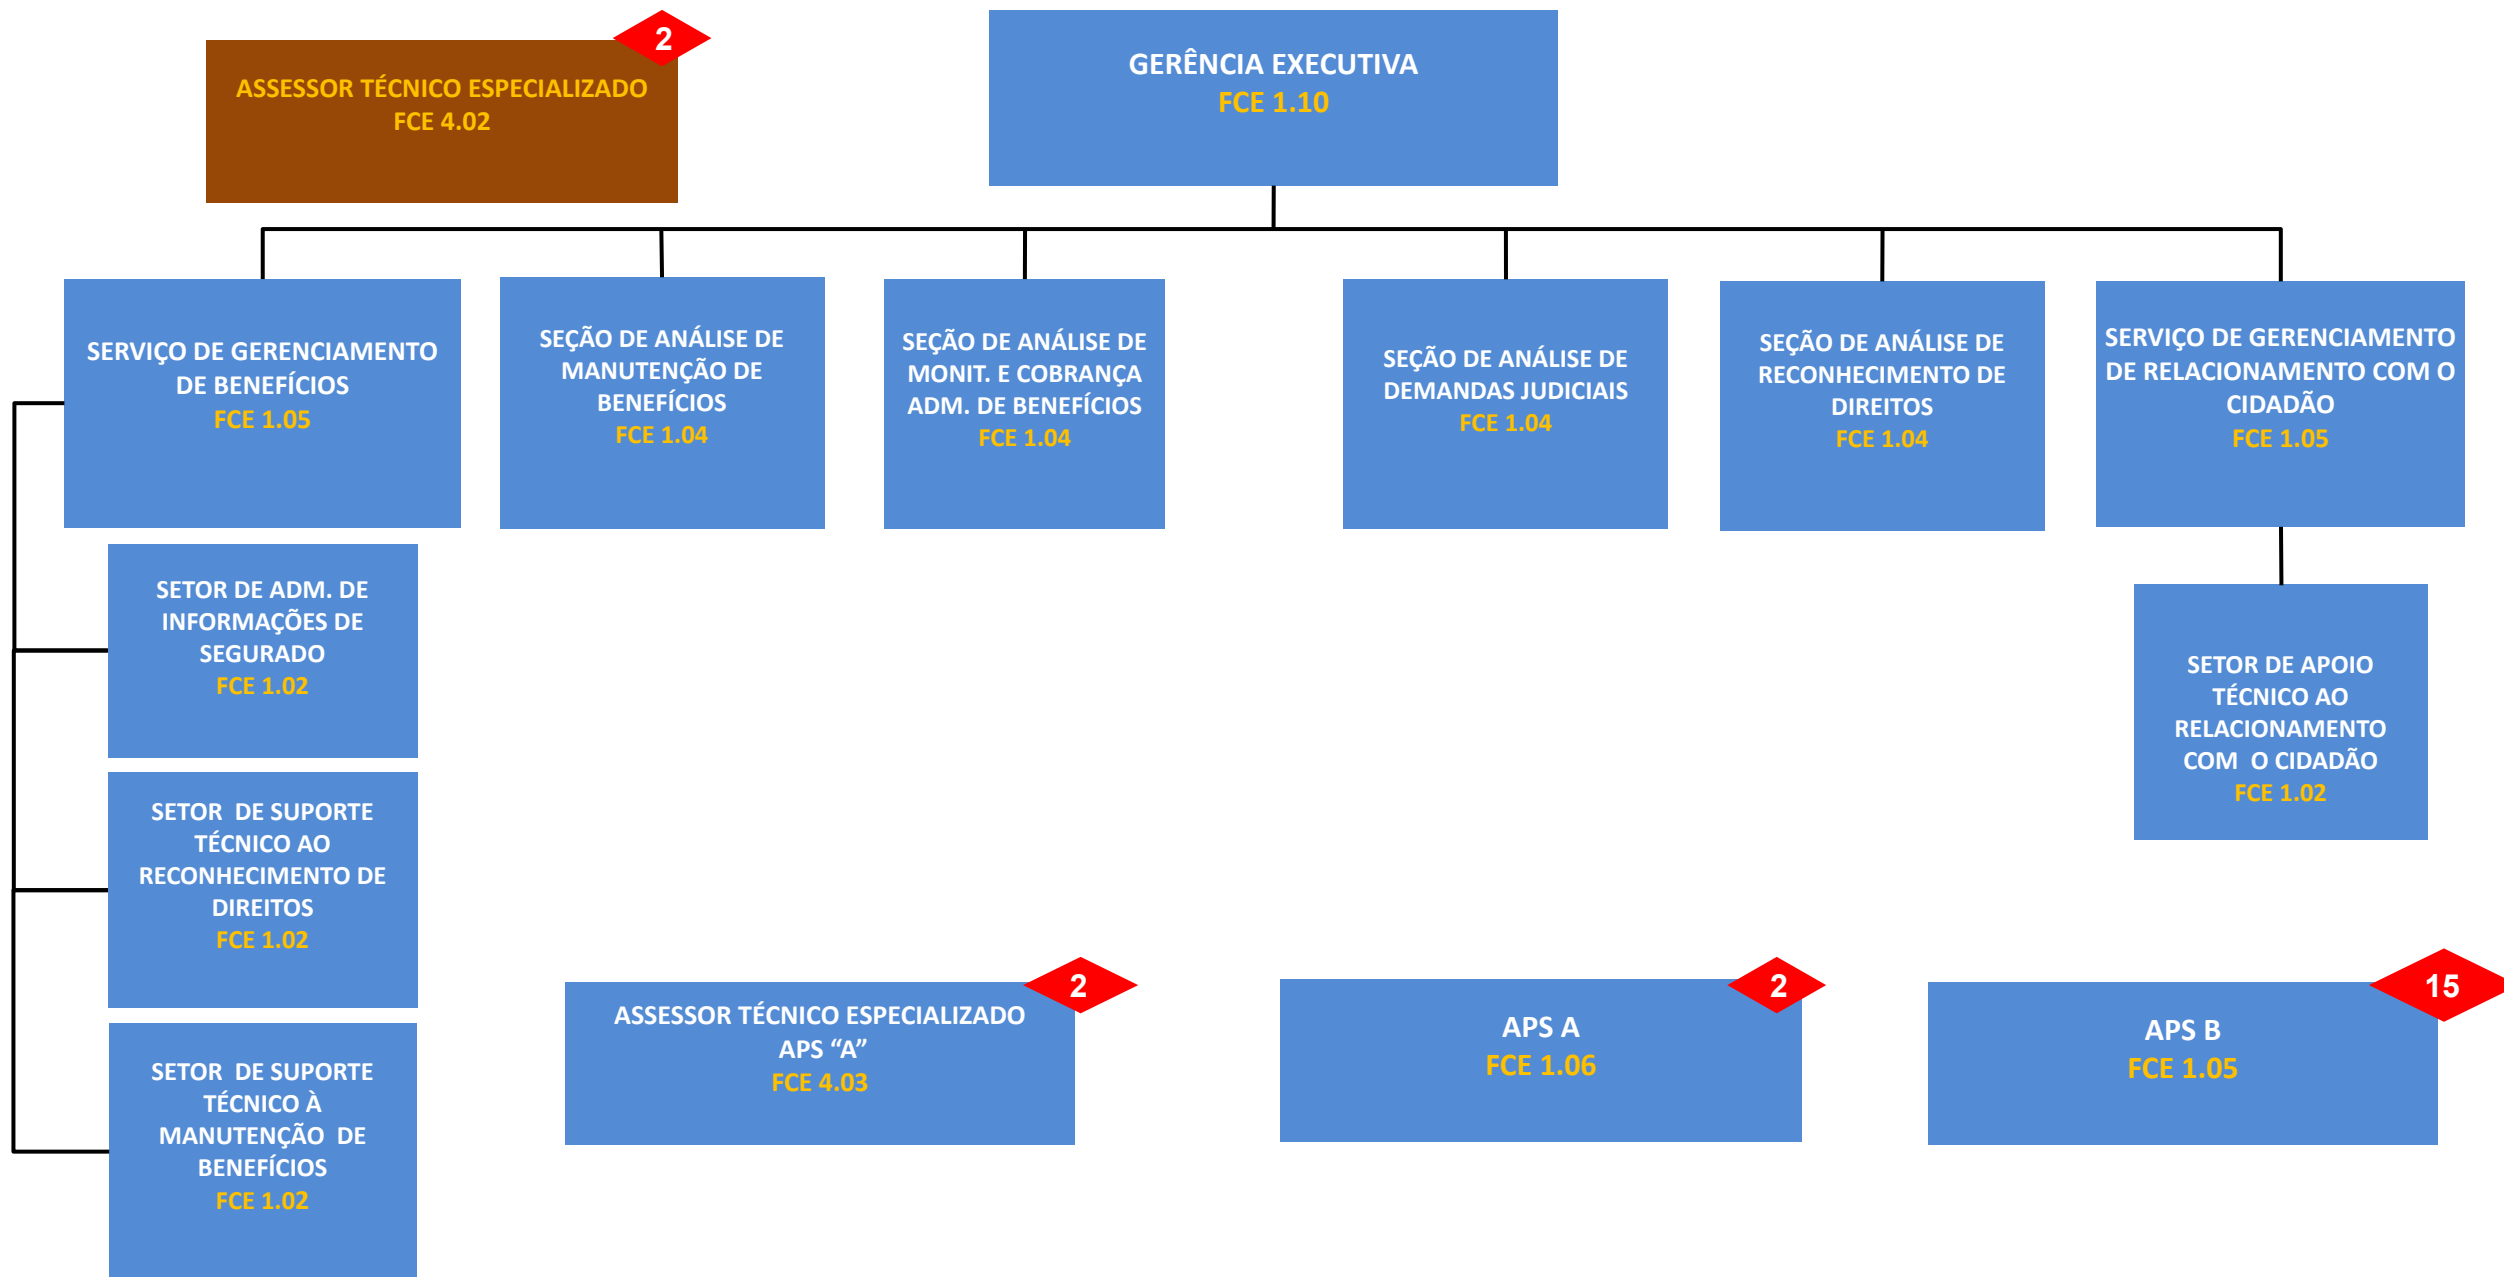 2
ASSESSOR TÉCNICO ESPECIALIZADO
FCE 4.02
GERÊNCIA EXECUTIVA
FCE 1.10
SERVIÇO DE GERENCIAMENTO
DE BENEFÍCIOS
FCE 1.05
SEÇÃO DE ANÁLISE DE
MANUTENÇÃO DE
BENEFÍCIOS
FCE 1.04
SEÇÃO DE ANÁLISE DE
MONIT. E COBRANÇA
ADM. DE BENEFÍCIOS
FCE 1.04
SEÇÃO DE ANÁLISE DE
DEMANDAS JUDICIAIS
FCE 1.04
SEÇÃO DE ANÁLISE DE
RECONHECIMENTO DE
DIREITOS
FCE 1.04
SERVIÇO DE GERENCIAMENTO
DE RELACIONAMENTO COM O
CIDADÃO
FCE 1.05
SETOR DE ADM. DE
INFORMAÇÕES DE
SEGURADO
FCE 1.02
SETOR DE APOIO
TÉCNICO AO
RELACIONAMENTO
COM  O CIDADÃO
FCE 1.02
SETOR  DE SUPORTE
TÉCNICO AO
RECONHECIMENTO DE
DIREITOS
FCE 1.02
2
ASSESSOR TÉCNICO ESPECIALIZADO
APS “A”
FCE 4.03
2
APS A
FCE 1.06
15
APS B
FCE 1.05
SETOR  DE SUPORTE
TÉCNICO À
MANUTENÇÃO  DE
BENEFÍCIOS
FCE 1.02